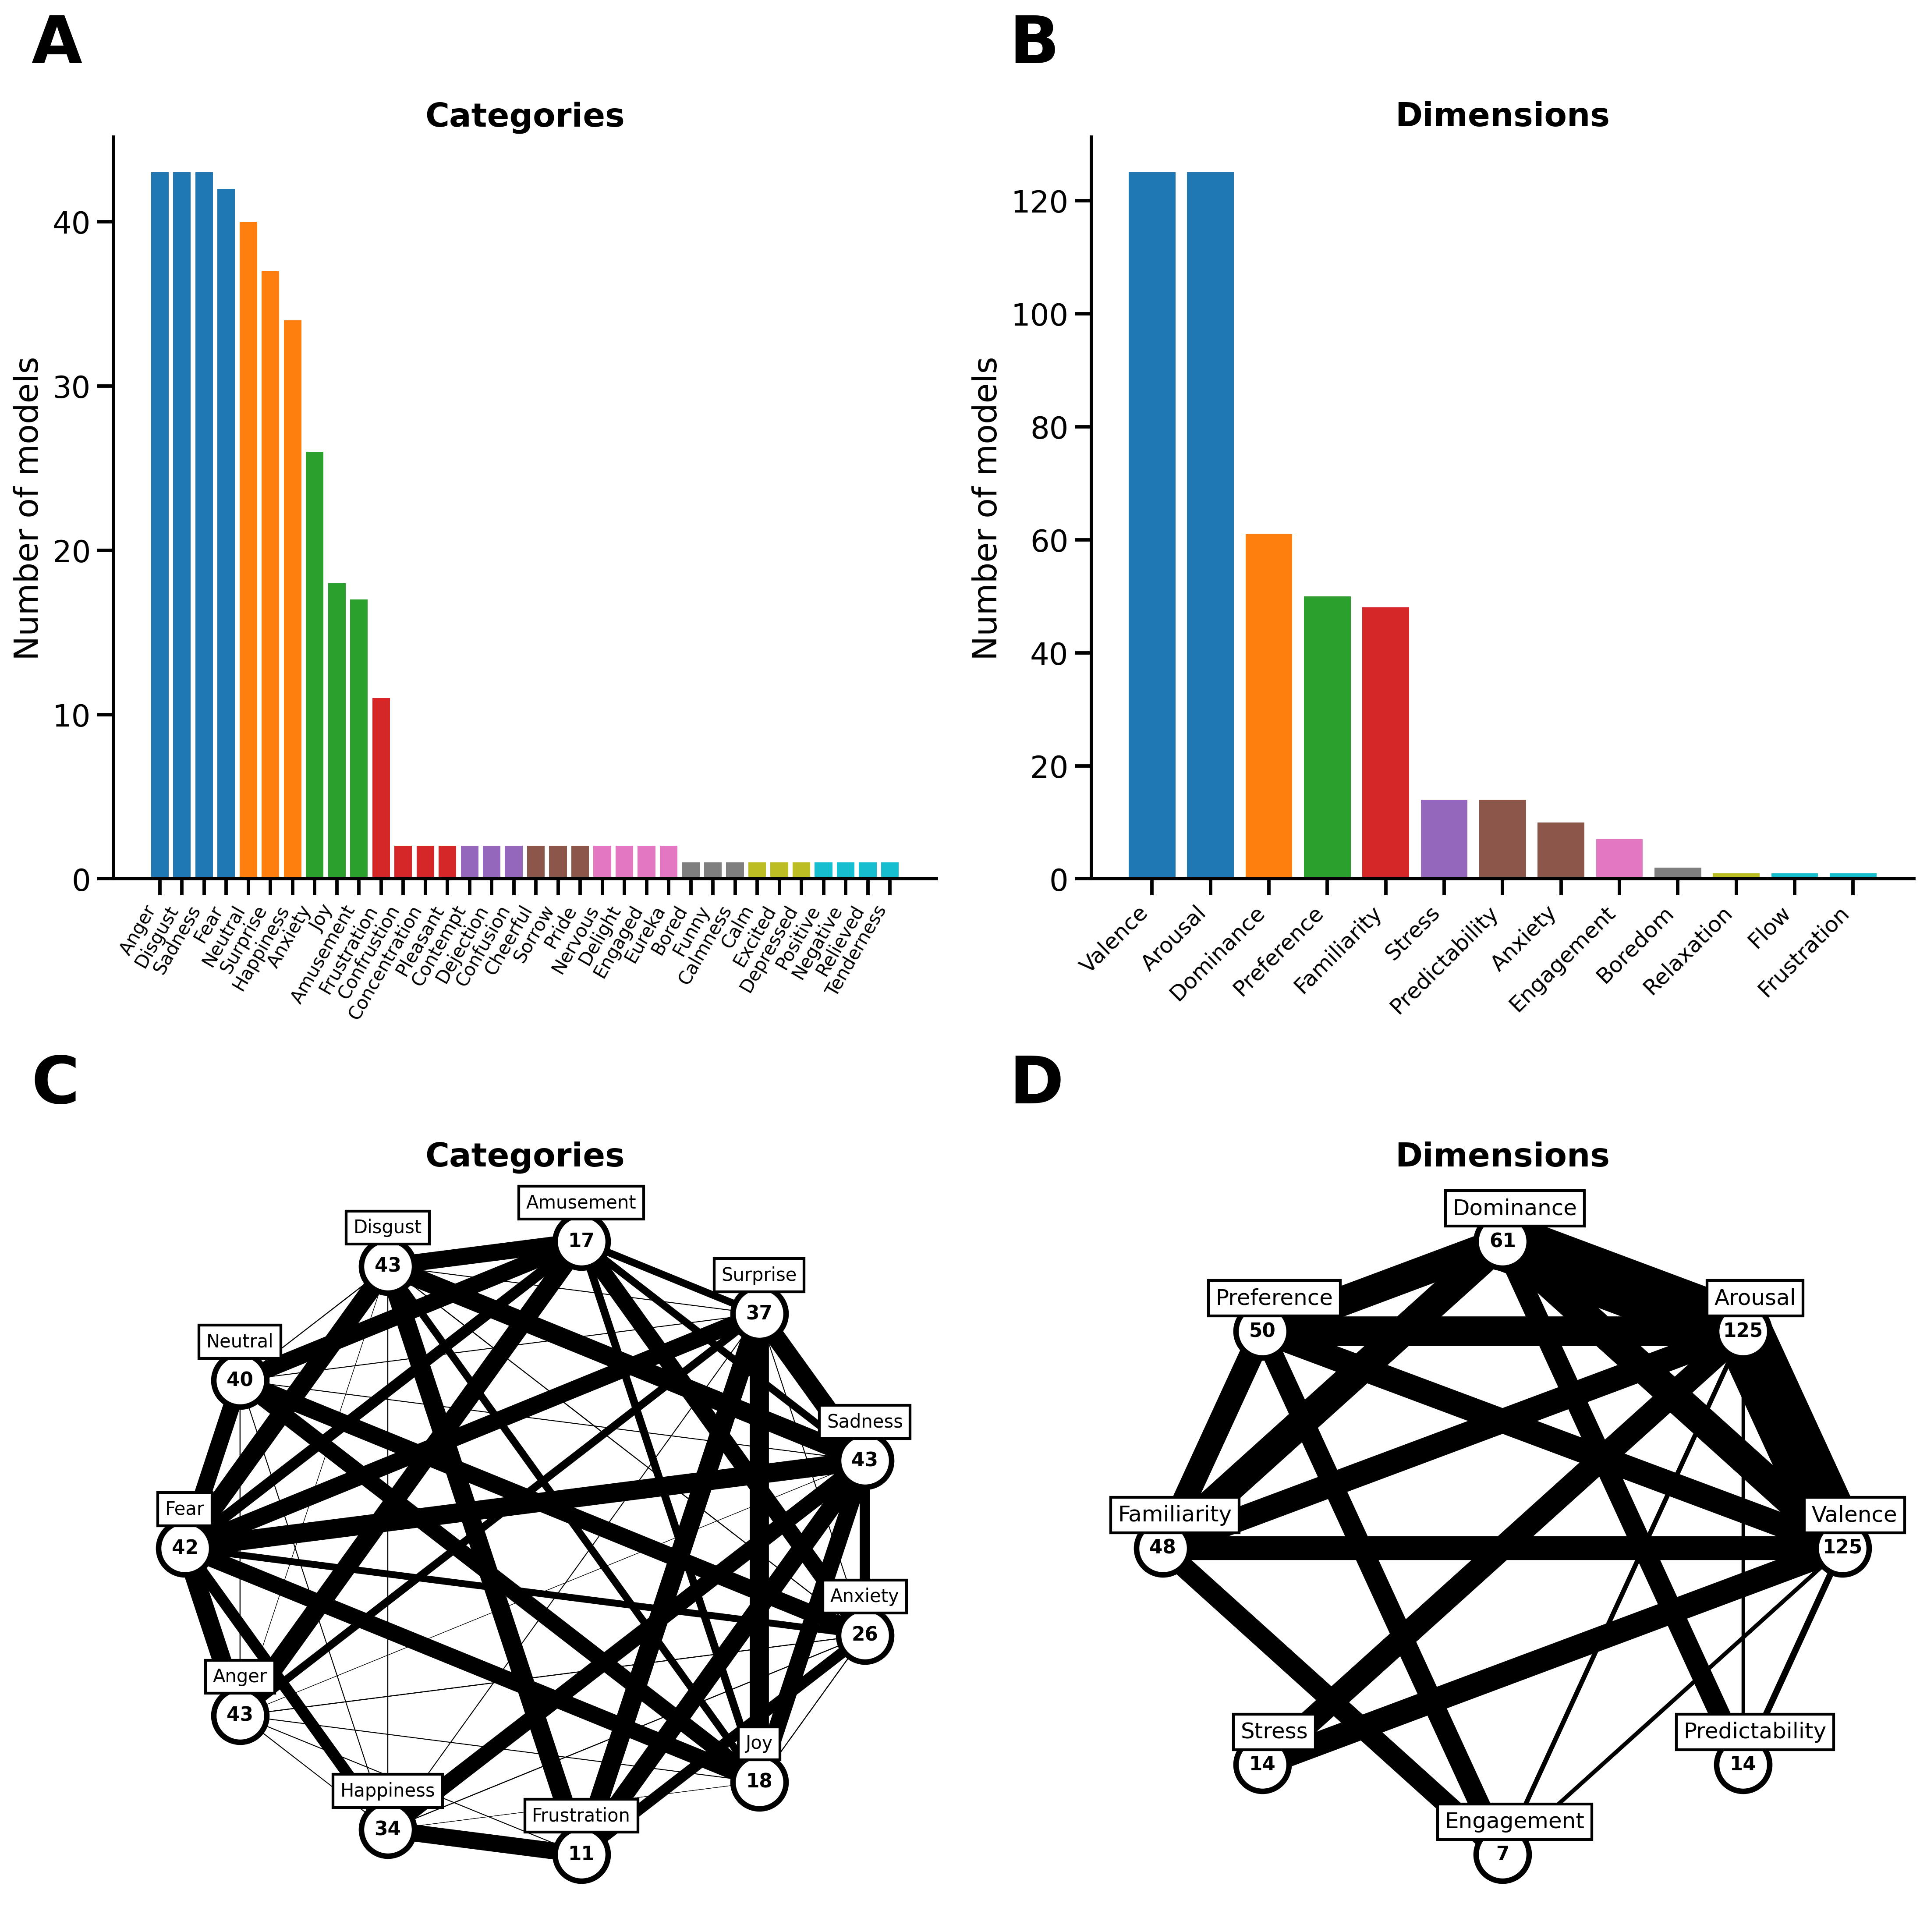 A
Categories
Number of models
40
30
20
10
0
Anger
Disgust
Sadness
Fear
Neutral
Surprise
Happiness
Anxiety
Joy
Amusement
Frustration
Confrustion
Concentration
Pleasant
Contempt
Dejection
Confusion
Cheerful
Sorrow
Pride
Nervous
Delight
Engaged
Eureka
Bored
Funny
Calmness
Calm
Excited
Depressed
Positive
Negative
Relieved
Tenderness
B
Dimensions
Number of models
120
100
80
60
40
20
0
Valence
Arousal
Dominance
Preference
Familiarity
Stress
Predictability
Anxiety
Engagement
Boredom
Relaxation
Flow
Frustration
C
Categories
Amusement
17
Disgust
43
Surprise
37
Neutral
40
Sadness
43
Fear
42
Anxiety
26
Anger
43
Joy
18
Happiness
34
Frustration
11
D
Dimensions
Dominance
61
Preference
50
Arousal
125
Familiarity
48
Valence
125
Stress
14
Predictability
14
Engagement
7